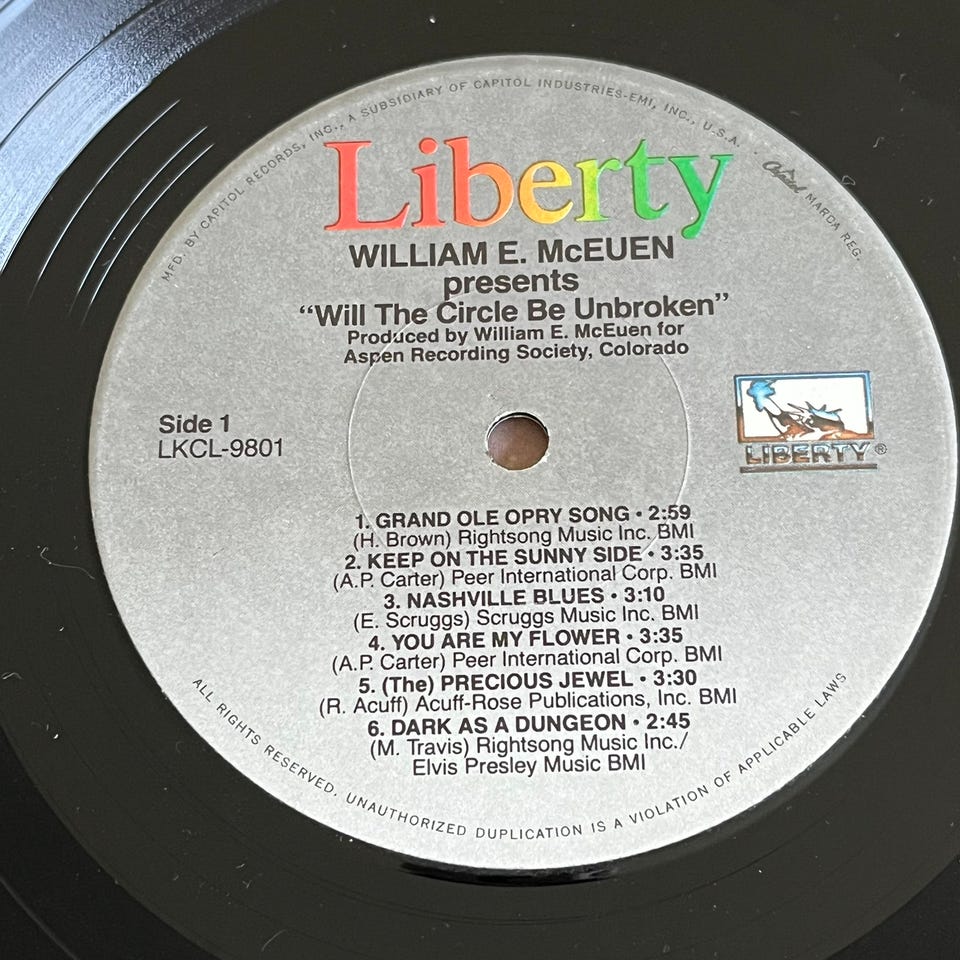 MFD. BY CAPITOL RECORDS, INC., A SUBSIDIARY OF CAPITOL INDUSTRIES-EMI, INC., U.S.A. · Capitol MARCA REG.
Liberty
WILLIAM E. McEUEN
presents
“Will The Circle Be Unbroken”
Produced by William E. McEuen for
Aspen Recording Society, Colorado
Side 1
LKCL-9801
LIBERTY®
1. GRAND OLE OPRY SONG • 2:59
(H. Brown) Rightsong Music Inc. BMI
2. KEEP ON THE SUNNY SIDE • 3:35
(A.P. Carter) Peer International Corp. BMI
3. NASHVILLE BLUES • 3:10
(E. Scruggs) Scruggs Music Inc. BMI
4. YOU ARE MY FLOWER • 3:35
(A.P. Carter) Peer International Corp. BMI
5. (The) PRECIOUS JEWEL • 3:30
(R. Acuff) Acuff-Rose Publications, Inc. BMI
6. DARK AS A DUNGEON • 2:45
(M. Travis) Rightsong Music Inc./
Elvis Presley Music BMI
ALL RIGHTS RESERVED. UNAUTHORIZED DUPLICATION IS A VIOLATION OF APPLICABLE LAWS